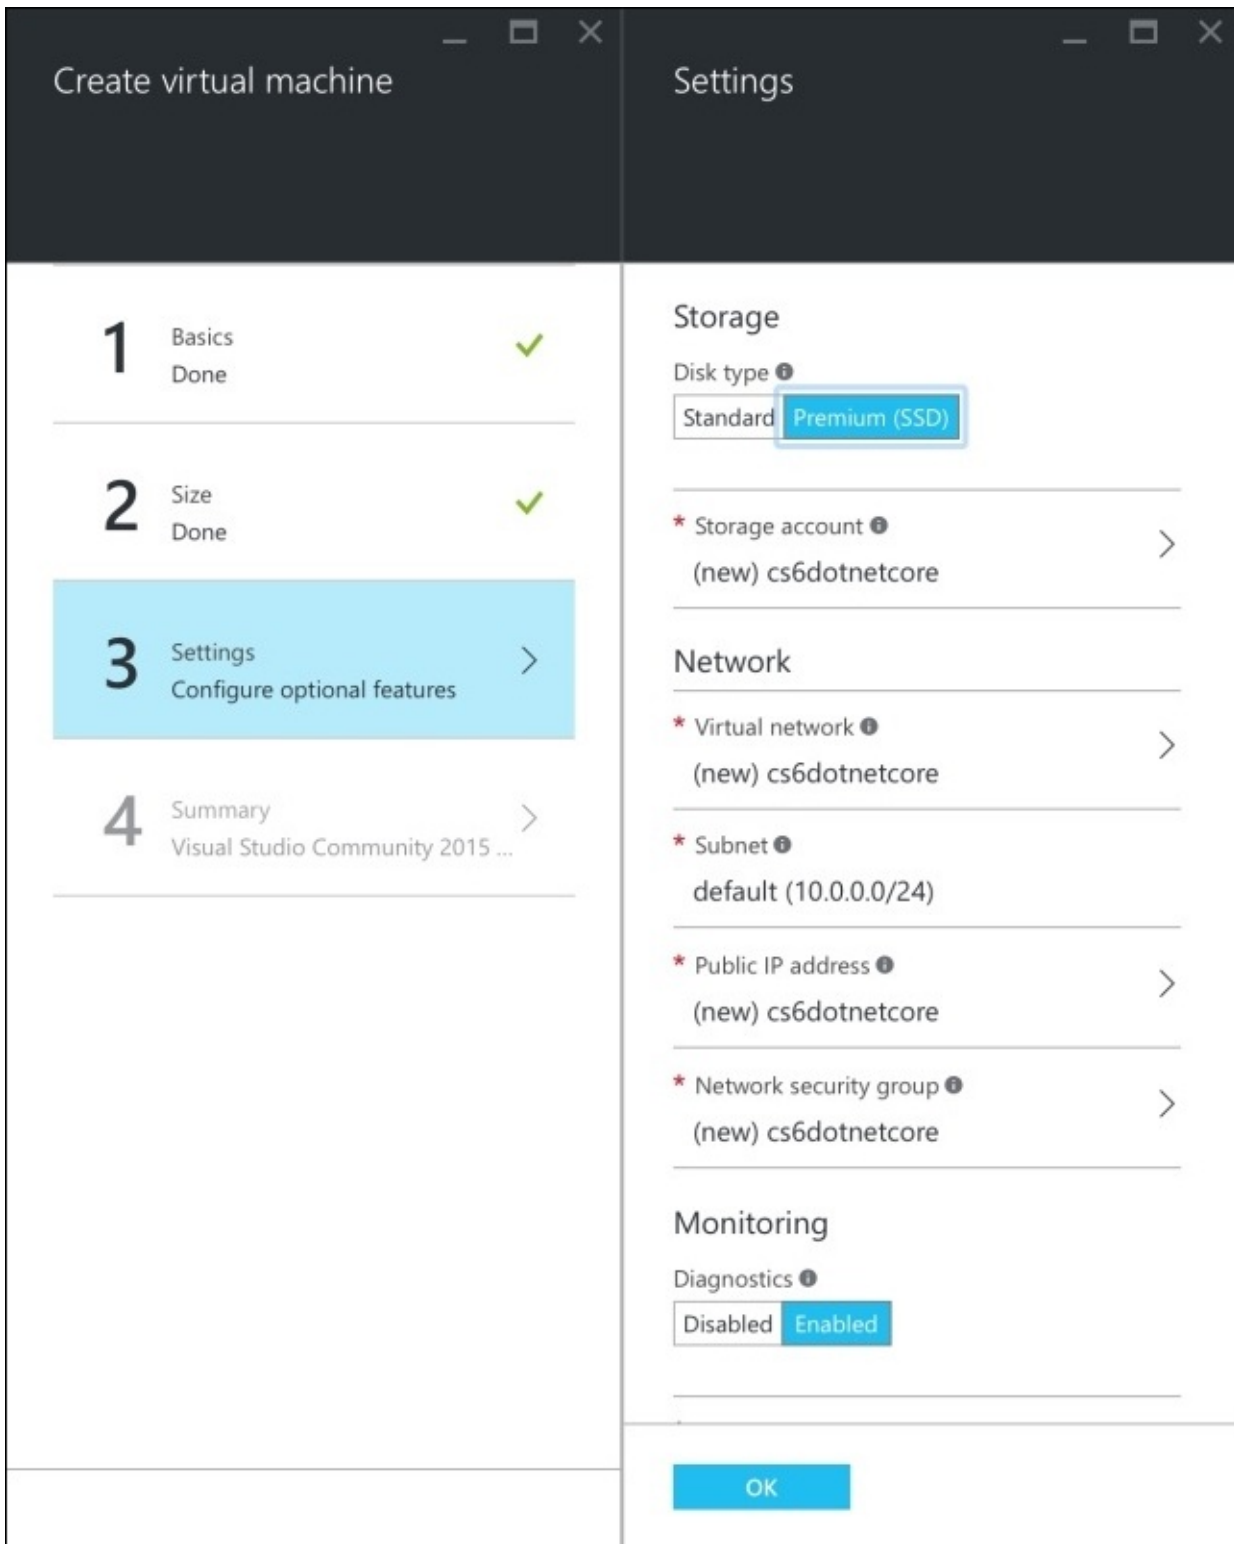 Create virtual machine
1
Basics
Done
2
Size
Done
3
Settings
Configure optional features
4
Summary
Visual Studio Community 2015 ...
Settings
Storage
Disk type
Standard Premium (SSD)
* Storage account
(new) cs6dotnetcore
Network
* Virtual network
(new) cs6dotnetcore
* Subnet
default (10.0.0.0/24)
* Public IP address
(new) cs6dotnetcore
* Network security group
(new) cs6dotnetcore
Monitoring
Diagnostics
Disabled Enabled
OK